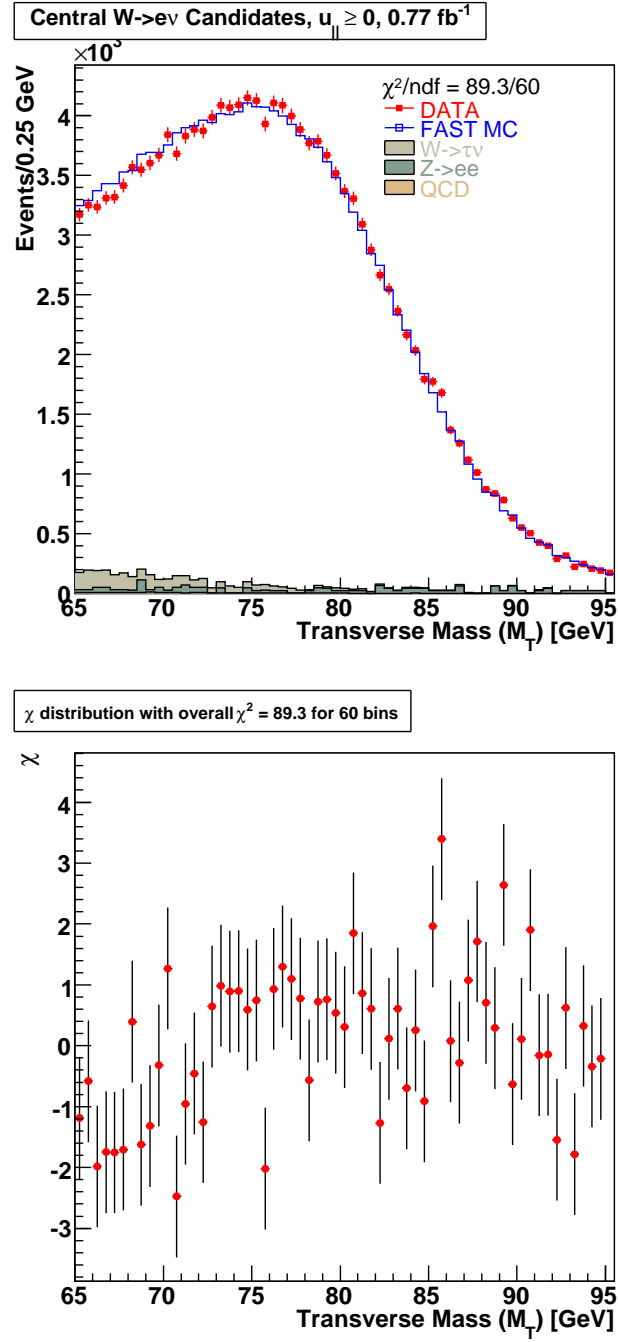 Central W->eν Candidates, u|| ≥ 0, 0.77 fb-1
×10³
χ²/ndf = 89.3/60
DATA
FAST MC
W->τν
Z->ee
QCD
Events/0.25 GeV
4
3.5
3
2.5
2
1.5
1
0.5
0
65 70 75 80 85 90 95
Transverse Mass (M_T) [GeV]
χ distribution with overall χ² = 89.3 for 60 bins
χ
4
3
2
1
0
-1
-2
-3
65 70 75 80 85 90 95
Transverse Mass (M_T) [GeV]